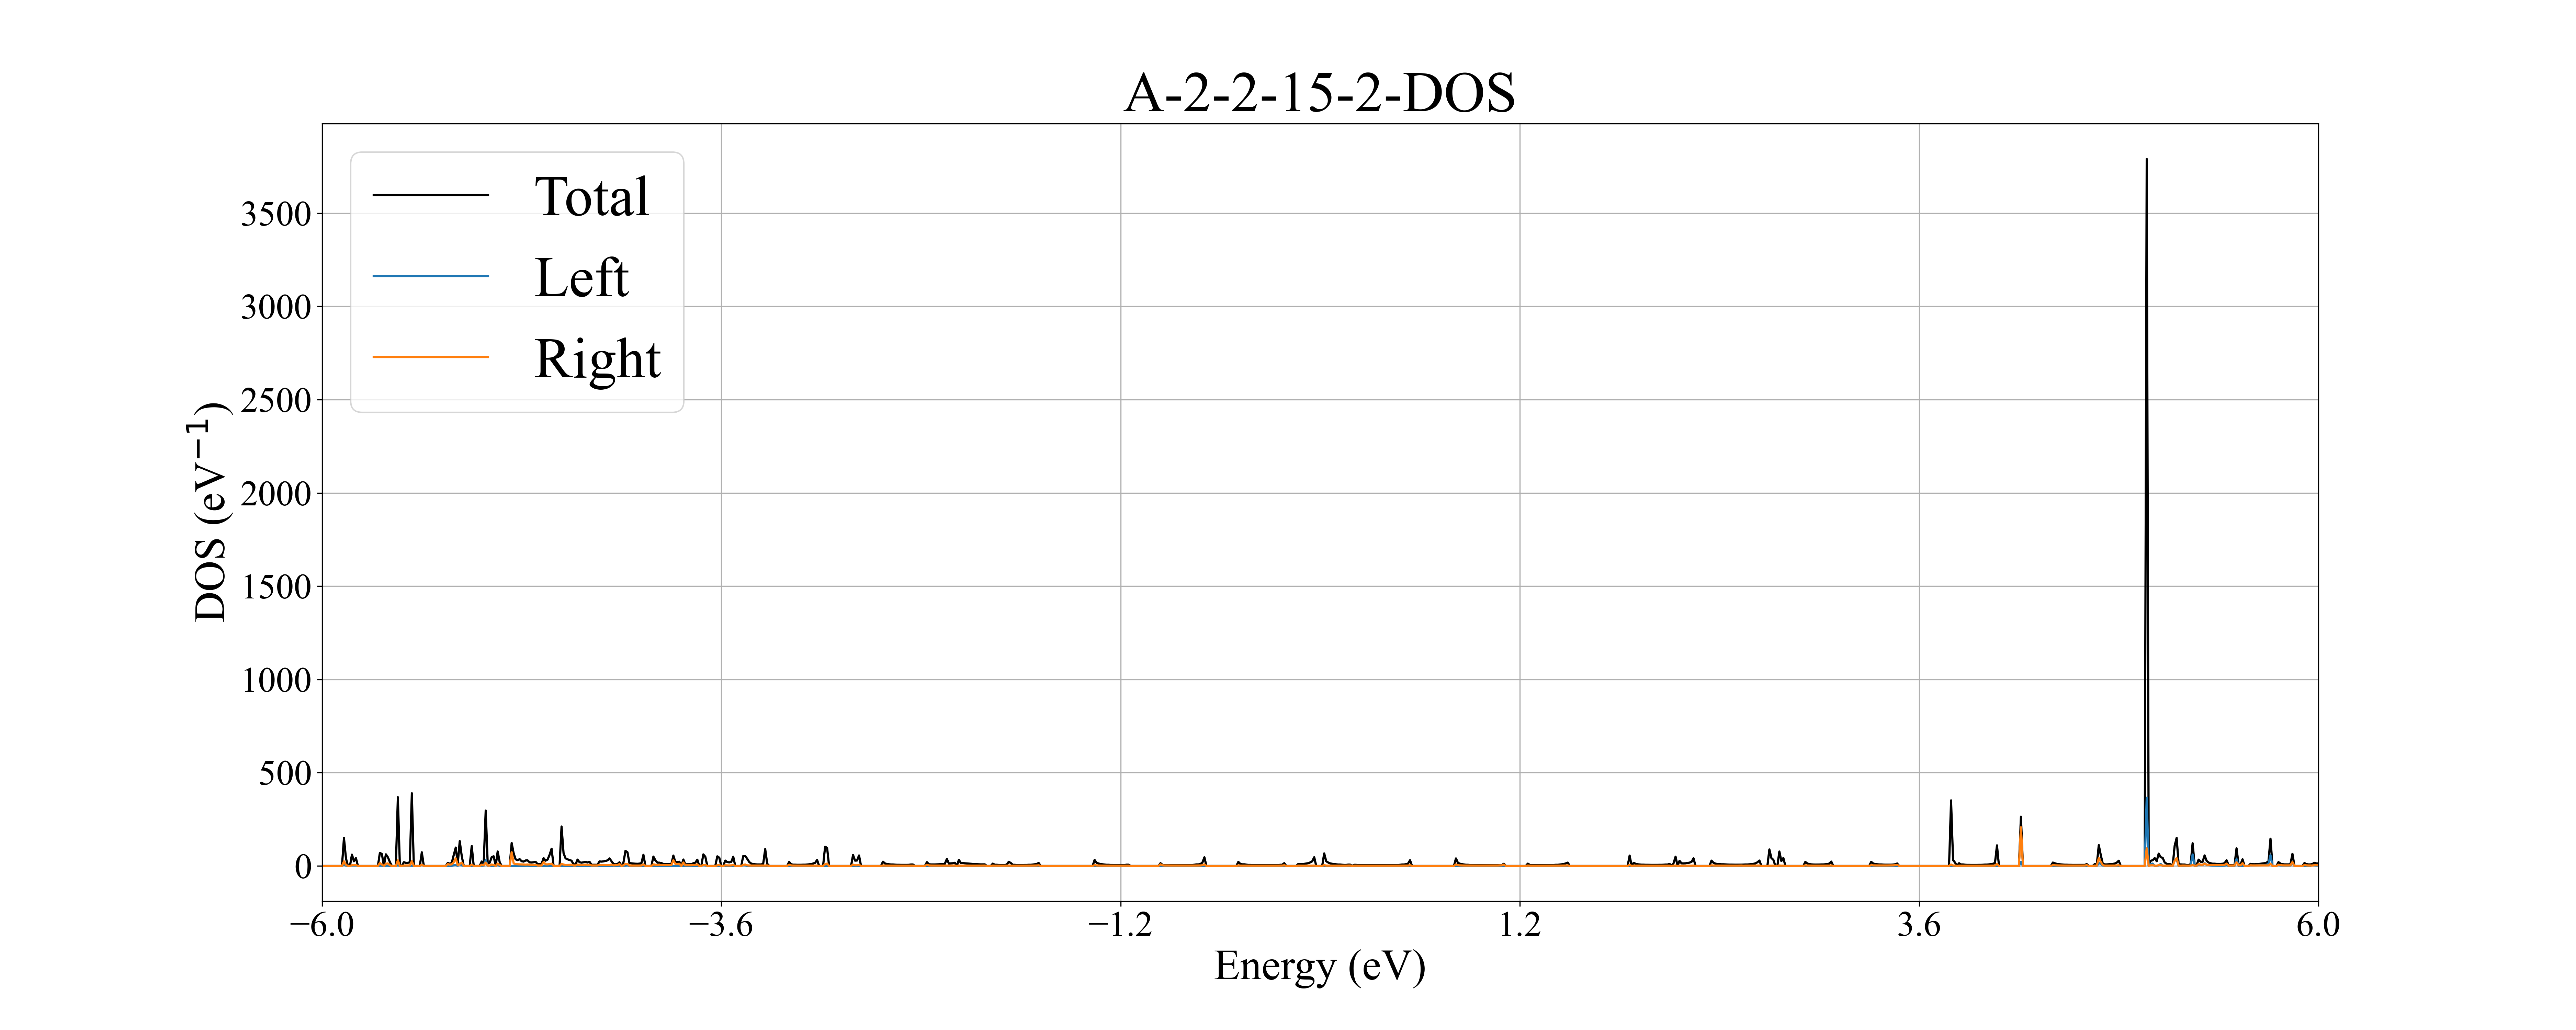 A-2-2-15-2-DOS
Total
Left
Right
DOS (eV⁻¹)
3500
3000
2500
2000
1500
1000
500
0
−6.0
−3.6
−1.2
1.2
3.6
6.0
Energy (eV)